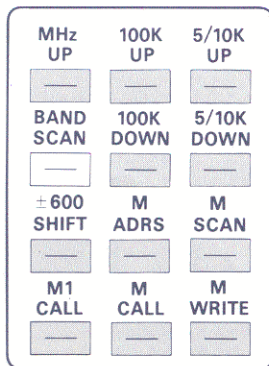 MHz 100K 5/10K
UP UP UP
BAND 100K 5/10K
SCAN DOWN DOWN
±600 M M
SHIFT ADRS SCAN
M1 M M
CALL CALL WRITE